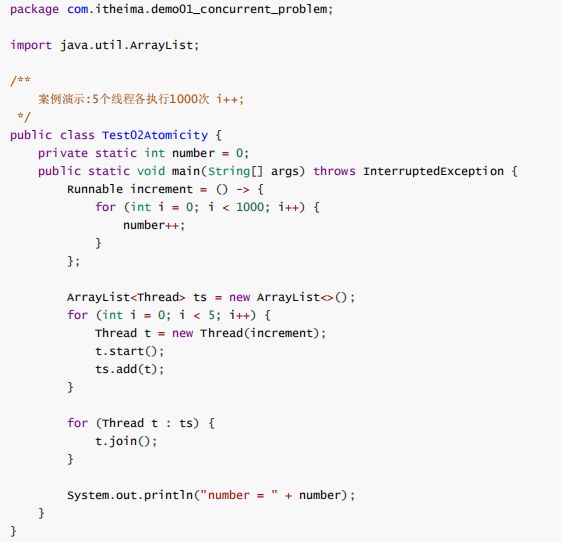 package com.itheima.demo01_concurrent_problem;
import java.util.ArrayList;
/**
案例演示:5个线程各执行1000次 i++;
*/
public class Test02Atomicity {
private static int number = 0;
public static void main(String[] args) throws InterruptedException {
Runnable increment = () -> {
for (int i = 0; i < 1000; i++) {
number++;
}
};
ArrayList<Thread> ts = new ArrayList<>();
for (int i = 0; i < 5; i++) {
Thread t = new Thread(increment);
t.start();
ts.add(t);
}
for (Thread t : ts) {
t.join();
}
System.out.println("number = " + number);
}
}